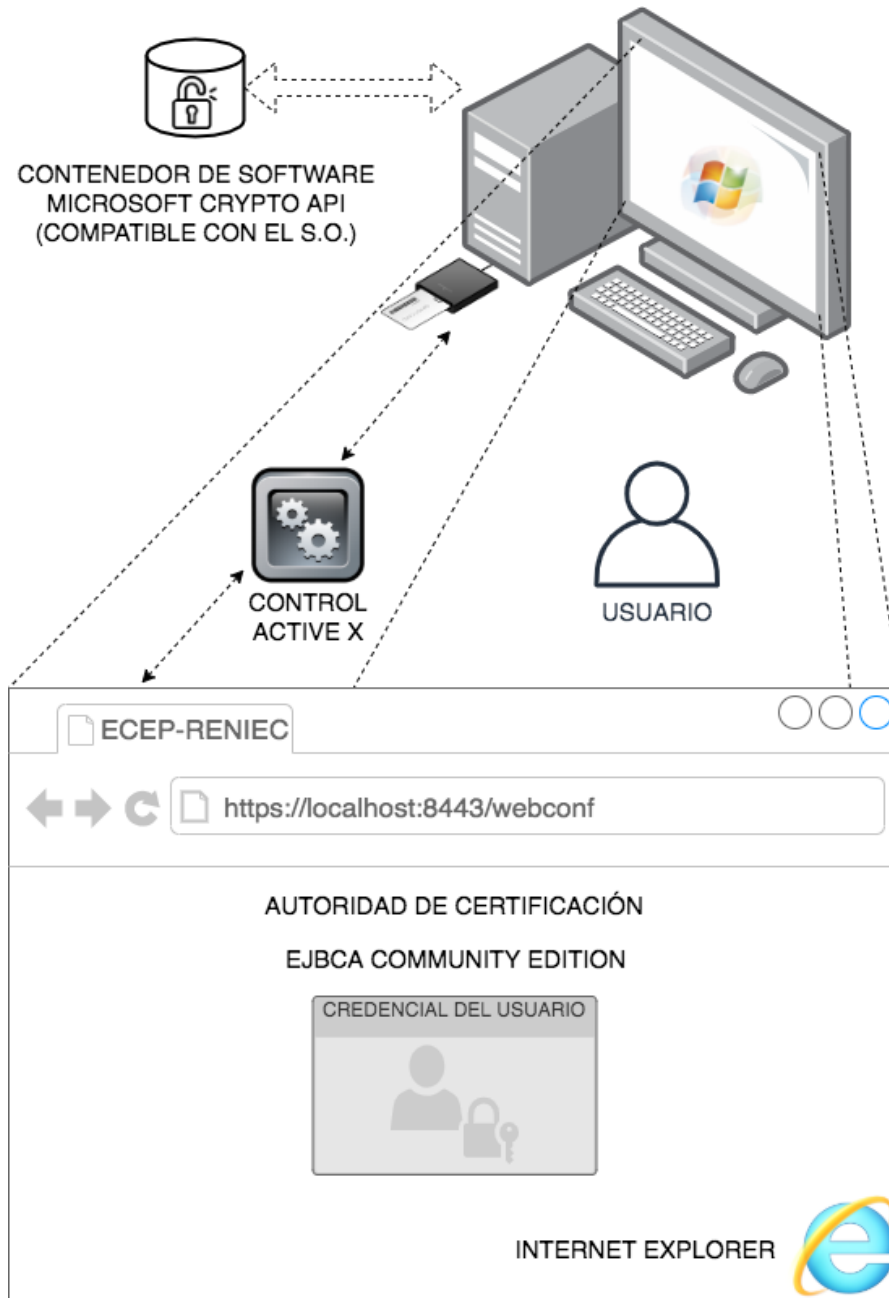 CONTENEDOR DE SOFTWARE
MICROSOFT CRYPTO API
(COMPATIBLE CON EL S.O.)
CONTROL
ACTIVE X
USUARIO
ECEP-RENIEC
https://localhost:8443/webconf
AUTORIDAD DE CERTIFICACIÓN
EJBCA COMMUNITY EDITION
CREDENCIAL DEL USUARIO
INTERNET EXPLORER